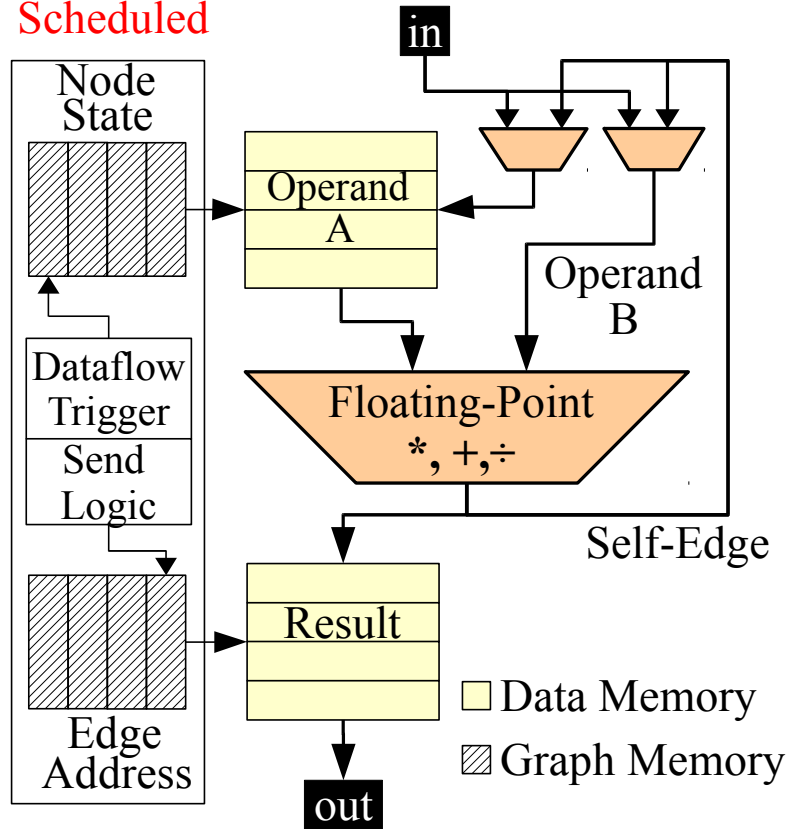 Scheduled
in
Node
State
Operand
A
Operand
B
Dataflow
Trigger
Send
Logic
Floating-Point
*, +,÷
Self-Edge
Result
Edge
Address
Data Memory
Graph Memory
out